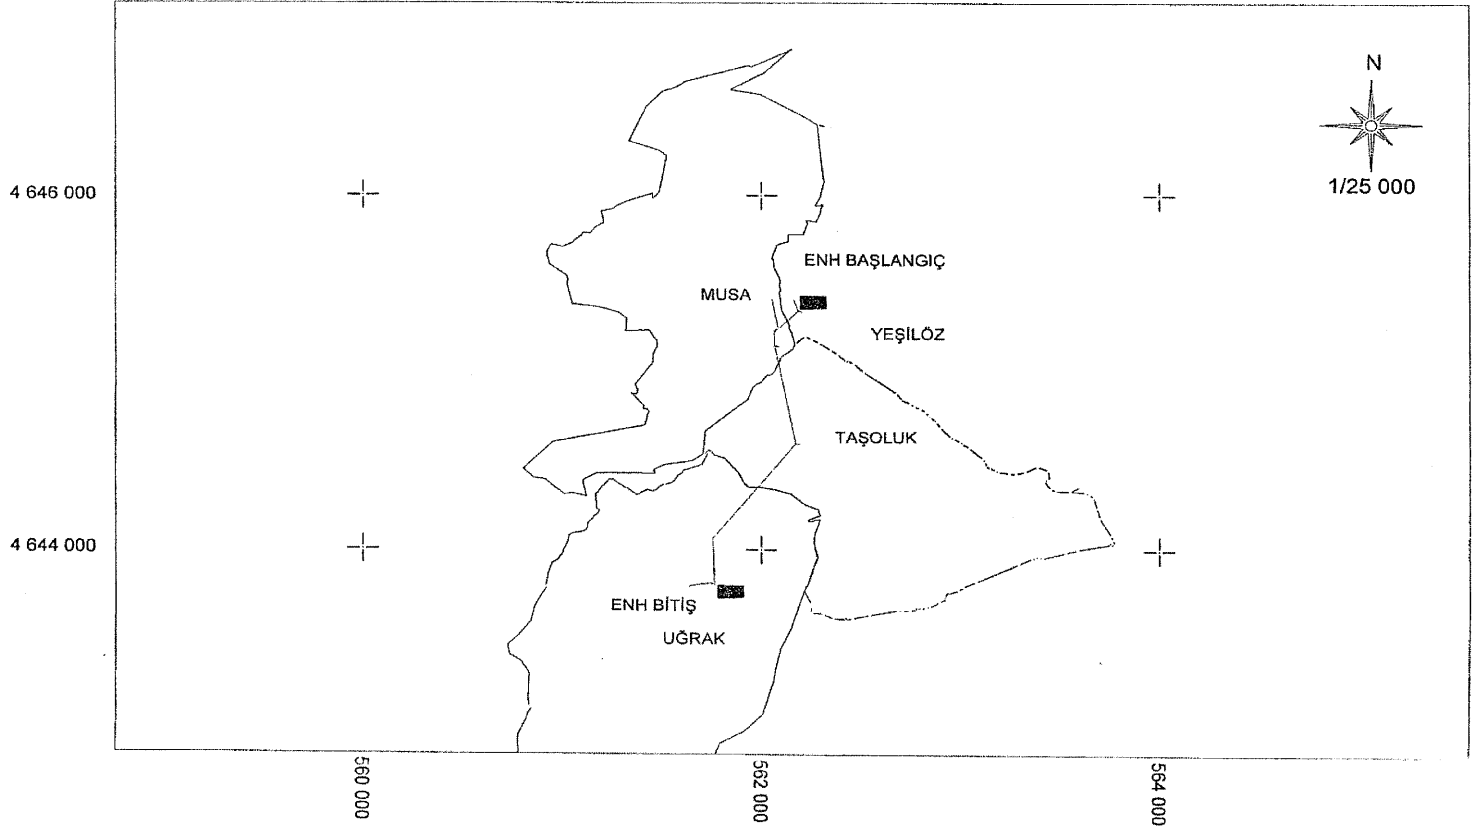 N
4 646 000
1/25 000
ENH BAŞLANGIÇ
MUSA
YEŞİLÖZ
TAŞOLUK
4 644 000
ENH BİTİŞ
UĞRAK
560 000
562 000
564 000